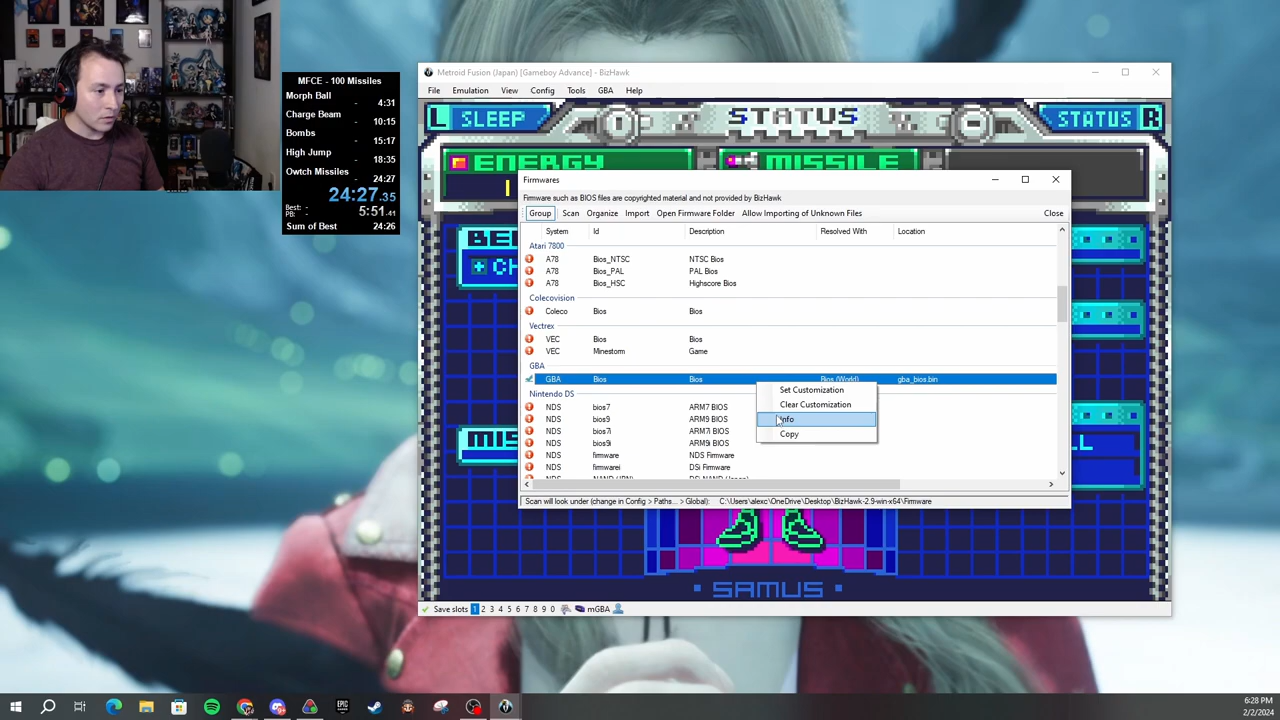 MFCE - 100 Missiles
Morph Ball
- 4:31
Charge Beam
- 10:15
Bombs
- 15:17
High Jump
- 18:35
Owtch Missiles
- 24:27
24:27.35
Best: -
PB: - 5:51.41
Sum of Best - 24:26
Metroid Fusion (Japan) [Gameboy Advance] - BizHawk
File Emulation View Config Tools GBA Help
L SLEEP STATUS STATUS R
ENERGY MISSILE
Firmwares
Firmware such as BIOS files are copyrighted material and not provided by BizHawk
Group Scan Organize Import Open Firmware Folder Allow Importing of Unknown Files Close
System Id Description Resolved With Location
Atari 7800
A78 Bios_NTSC NTSC Bios
A78 Bios_PAL PAL Bios
A78 Bios_HSC Highscore Bios
Colecovision
Coleco Bios Bios
Vectrex
VEC Bios Bios
VEC Minestorm Game
GBA
GBA Bios Bios Bios (World) gba_bios.bin
Set Customization
Clear Customization
Info
Copy
Nintendo DS
NDS bios7 ARM7 BIOS
NDS bios9 ARM9 BIOS
NDS bios7i ARM7i BIOS
NDS bios9i ARM9i BIOS
NDS firmware NDS Firmware
NDS firmwarei DSi Firmware
Scan will look under (change in Config > Paths... > Global): C:\Users\alexc\OneDrive\Desktop\BizHawk-2.9-win-x64\Firmware
SAMUS
Save slots 1 2 3 4 5 6 7 8 9 0 mGBA
EPIC
6:28 PM
2/2/2024